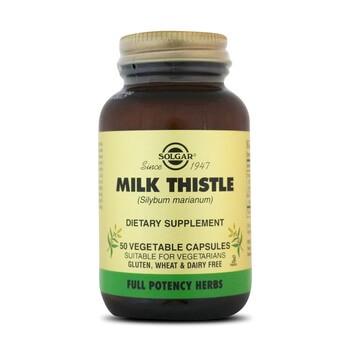 SOLGAR®
Since 1947
MILK THISTLE
(Silybum marianum)
DIETARY SUPPLEMENT
50 VEGETABLE CAPSULES
SUITABLE FOR VEGETARIANS
GLUTEN, WHEAT & DAIRY FREE
FULL POTENCY HERBS